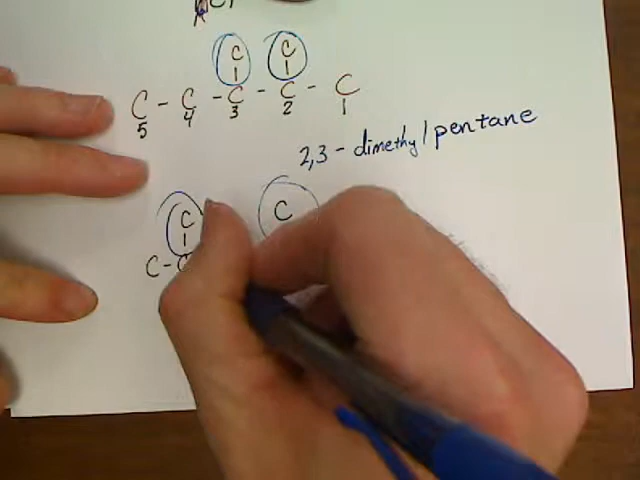 C C
C - C - C - C - C
5 4 3 2 1
2,3 - dimethylpentane
C C
C - C